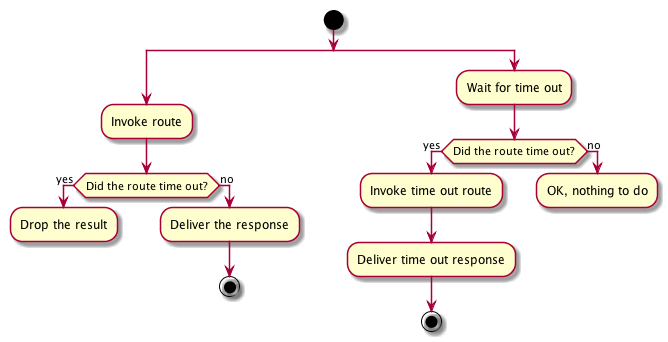 Wait for time out
Invoke route
Did the route time out?
yes
no
Did the route time out?
yes
no
Invoke time out route
OK, nothing to do
Drop the result
Deliver the response
Deliver time out response